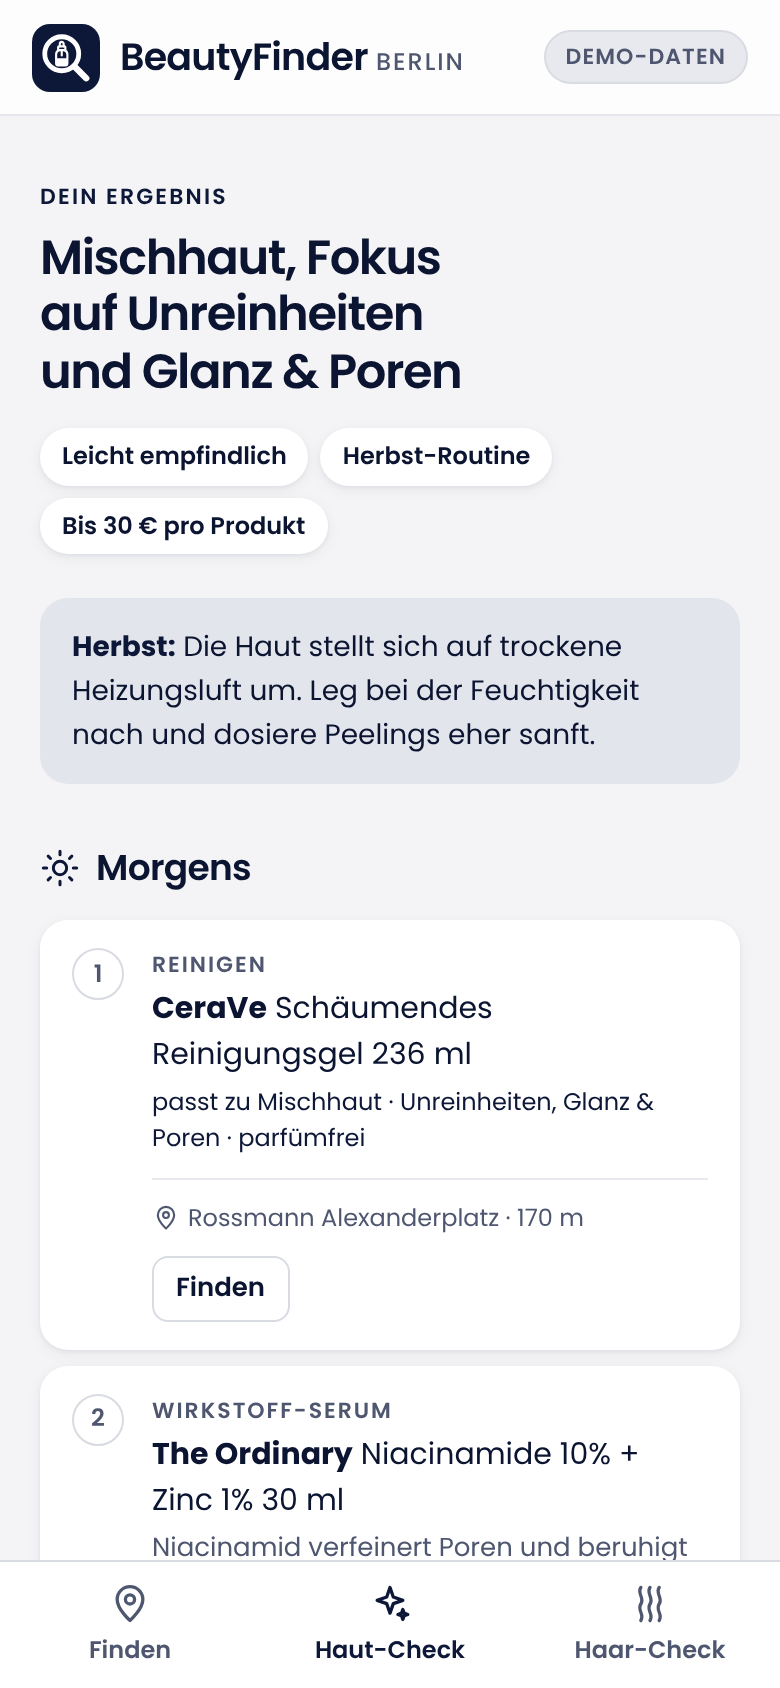 BeautyFinder BERLIN
DEMO-DATEN
DEIN ERGEBNIS
Mischhaut, Fokus
auf Unreinheiten
und Glanz & Poren
Leicht empfindlich
Herbst-Routine
Bis 30 € pro Produkt
Herbst: Die Haut stellt sich auf trockene
Heizungsluft um. Leg bei der Feuchtigkeit
nach und dosiere Peelings eher sanft.
Morgens
1
REINIGEN
CeraVe Schäumendes
Reinigungsgel 236 ml
passt zu Mischhaut · Unreinheiten, Glanz &
Poren · parfümfrei
Rossmann Alexanderplatz · 170 m
Finden
2
WIRKSTOFF-SERUM
The Ordinary Niacinamide 10% +
Zinc 1% 30 ml
Niacinamid verfeinert Poren und beruhigt
Finden
Haut-Check
Haar-Check